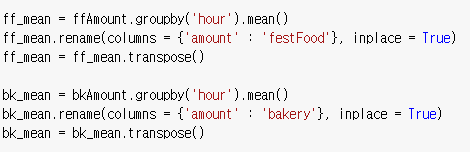 ff_mean = ffAmount.groupby('hour').mean()
ff_mean.rename(columns = {'amount' : 'festFood'}, inplace = True)
ff_mean = ff_mean.transpose()
bk_mean = bkAmount.groupby('hour').mean()
bk_mean.rename(columns = {'amount' : 'bakery'}, inplace = True)
bk_mean = bk_mean.transpose()